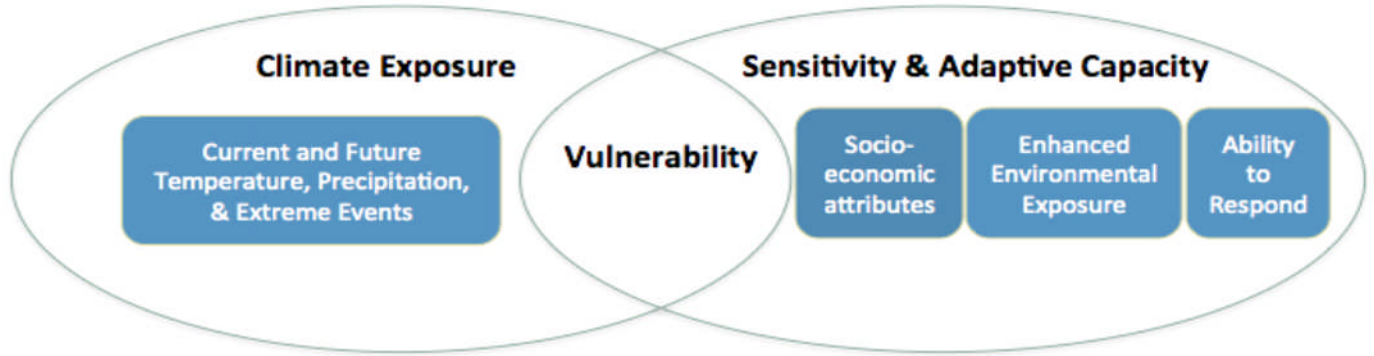 Climate Exposure
Current and Future
Temperature, Precipitation,
& Extreme Events
Vulnerability
Sensitivity & Adaptive Capacity
Socio-
economic
attributes
Enhanced
Environmental
Exposure
Ability
to
Respond